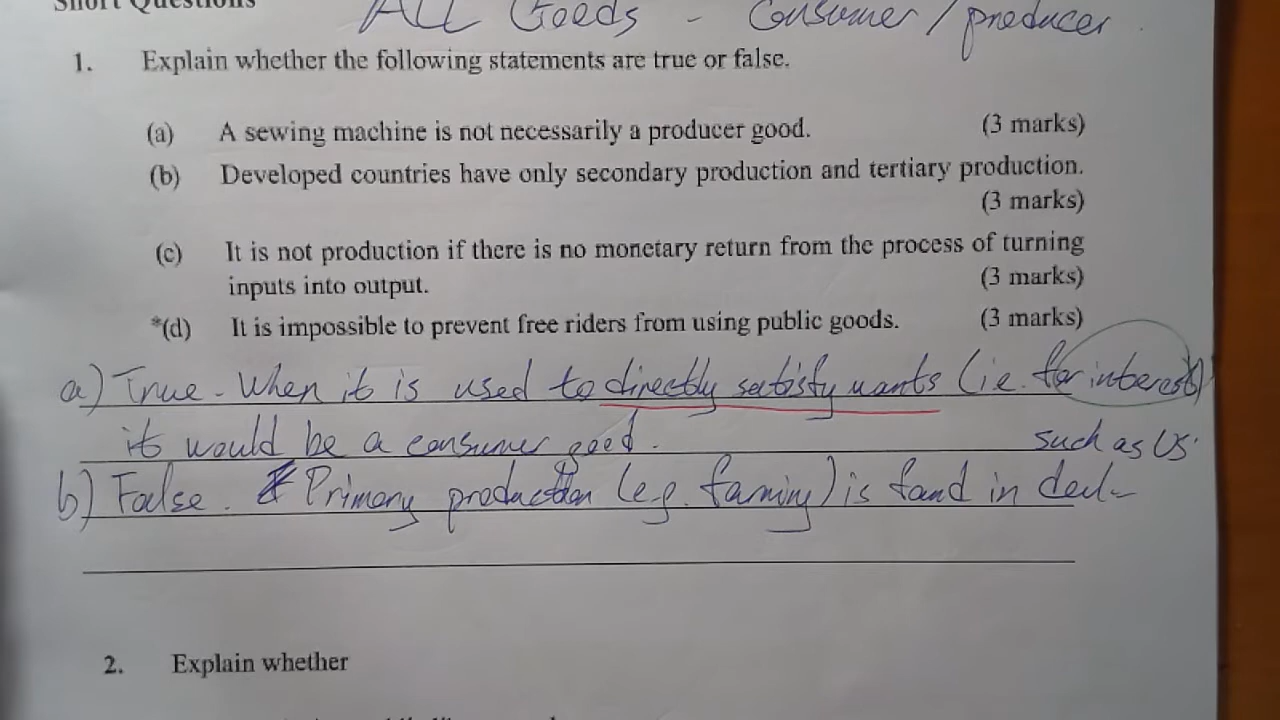 Short Questions
ALL Goods - Consumer / producer
1. Explain whether the following statements are true or false.
(a) A sewing machine is not necessarily a producer good. (3 marks)
(b) Developed countries have only secondary production and tertiary production.
(3 marks)
(c) It is not production if there is no monetary return from the process of turning
inputs into output. (3 marks)
*(d) It is impossible to prevent free riders from using public goods. (3 marks)
a) True. When it is used to directly satisfy wants (i.e. for interests)
it would be a consumer good. such as US.
b) False. Primary production (e.g. farming) is found in
2. Explain whether